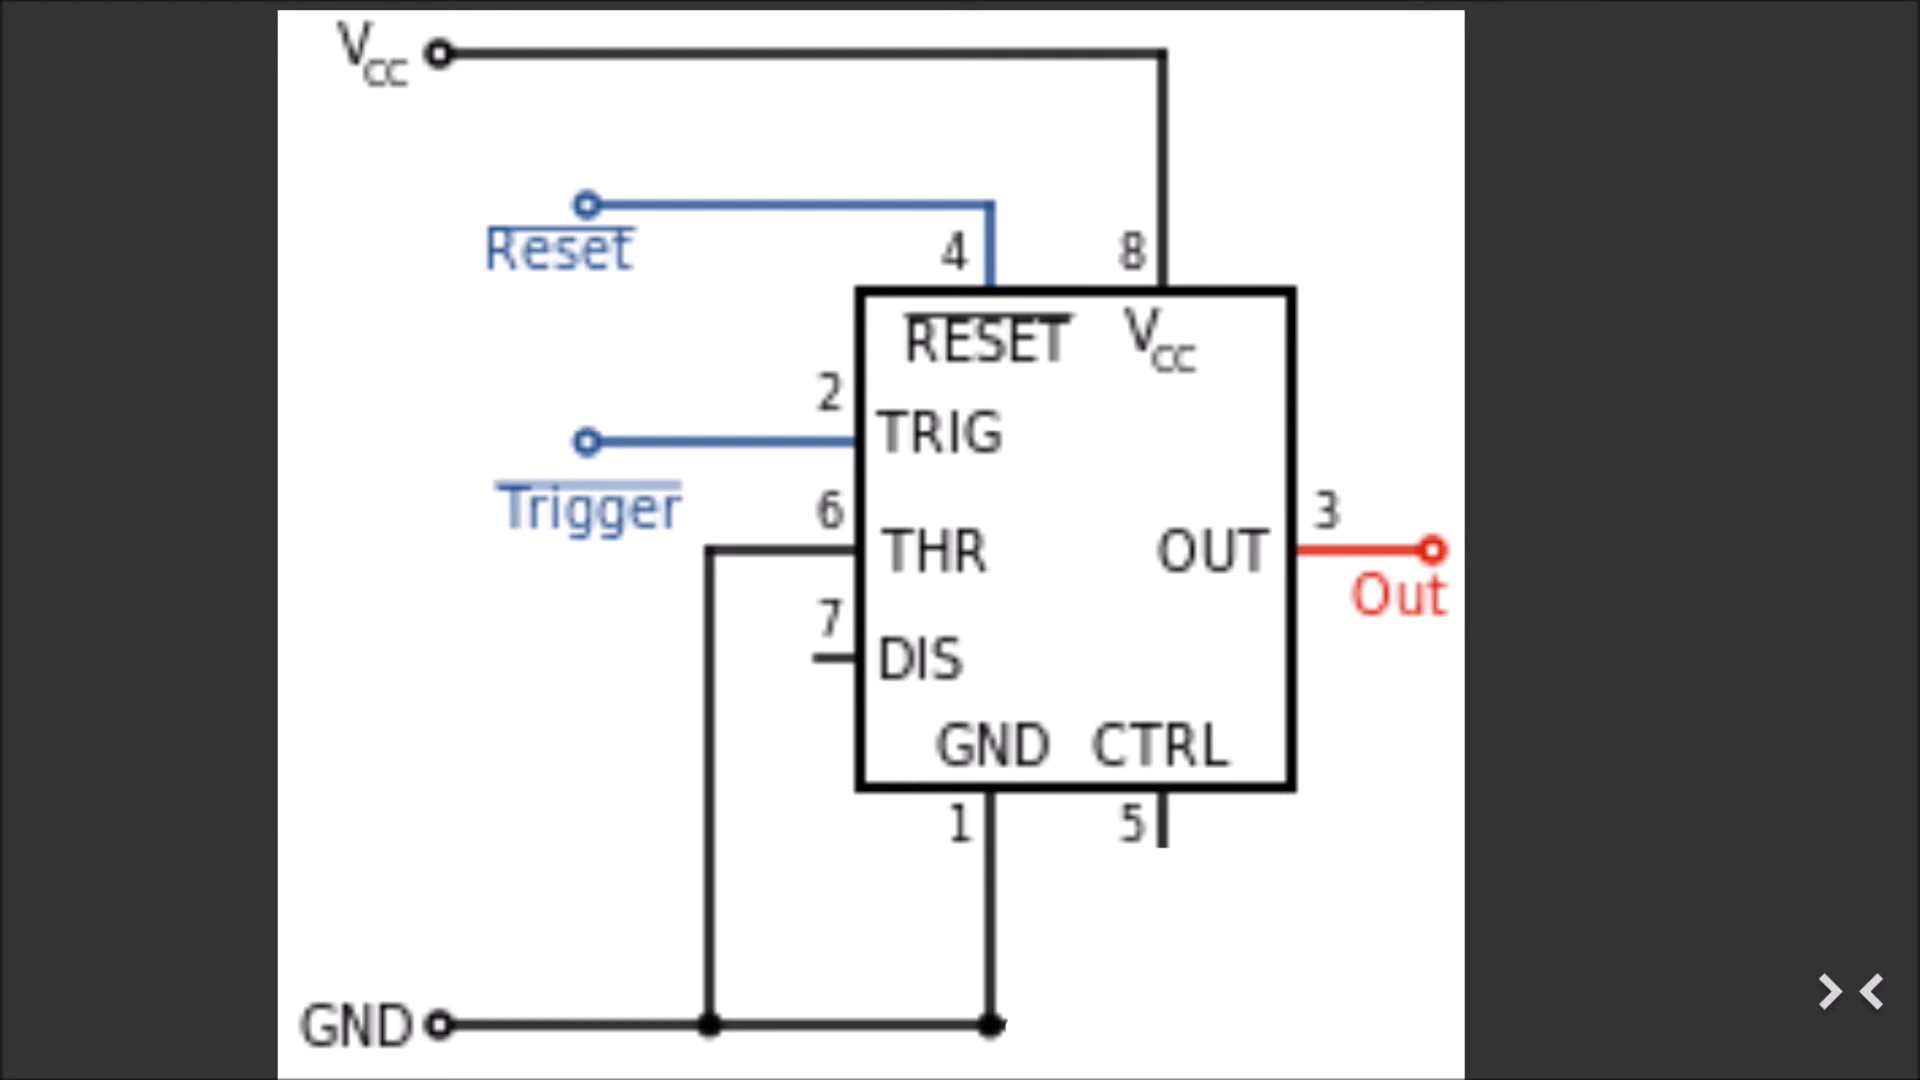 VCC
Reset
4
8
RESET
VCC
2
TRIG
Trigger
6
THR
OUT
3
Out
7
DIS
GND
CTRL
1
5
GND